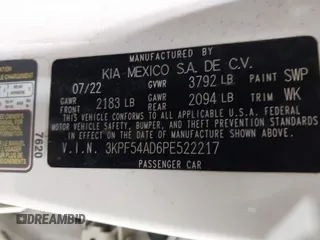 MANUFACTURED BY
KIA MEXICO S.A. DE C.V.
07/22 GVWR 3792 LB PAINT SWP
GAWR FRONT 2183 LB GAWR REAR 2094 LB TRIM WK
THIS VEHICLE CONFORMS TO ALL APPLICABLE U.S.A. FEDERAL
MOTOR VEHICLE SAFETY, BUMPER, AND THEFT PREVENTION STANDARDS
IN EFFECT ON THE DATE OF MANUFACTURE SHOWN ABOVE.
V.I.N. 3KPF54AD6PE522217
PASSENGER CAR
7620
DREAMBID